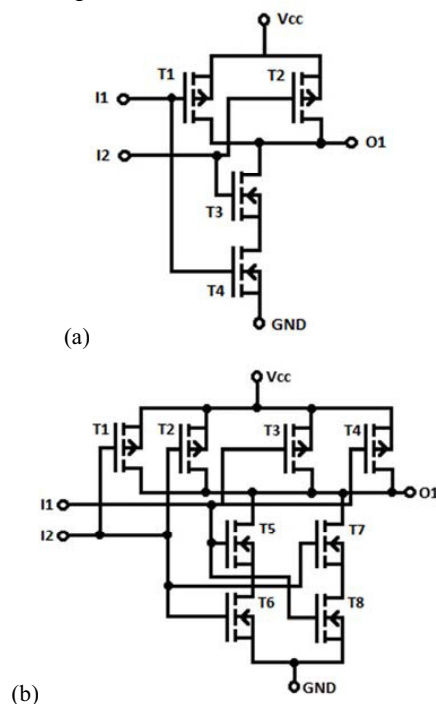 Vcc
T1 T2
I1
I2 O1
T3
T4
GND
(a)
Vcc
T1 T2 T3 T4
I1 O1
I2
T5 T7
T6 T8
GND
(b)